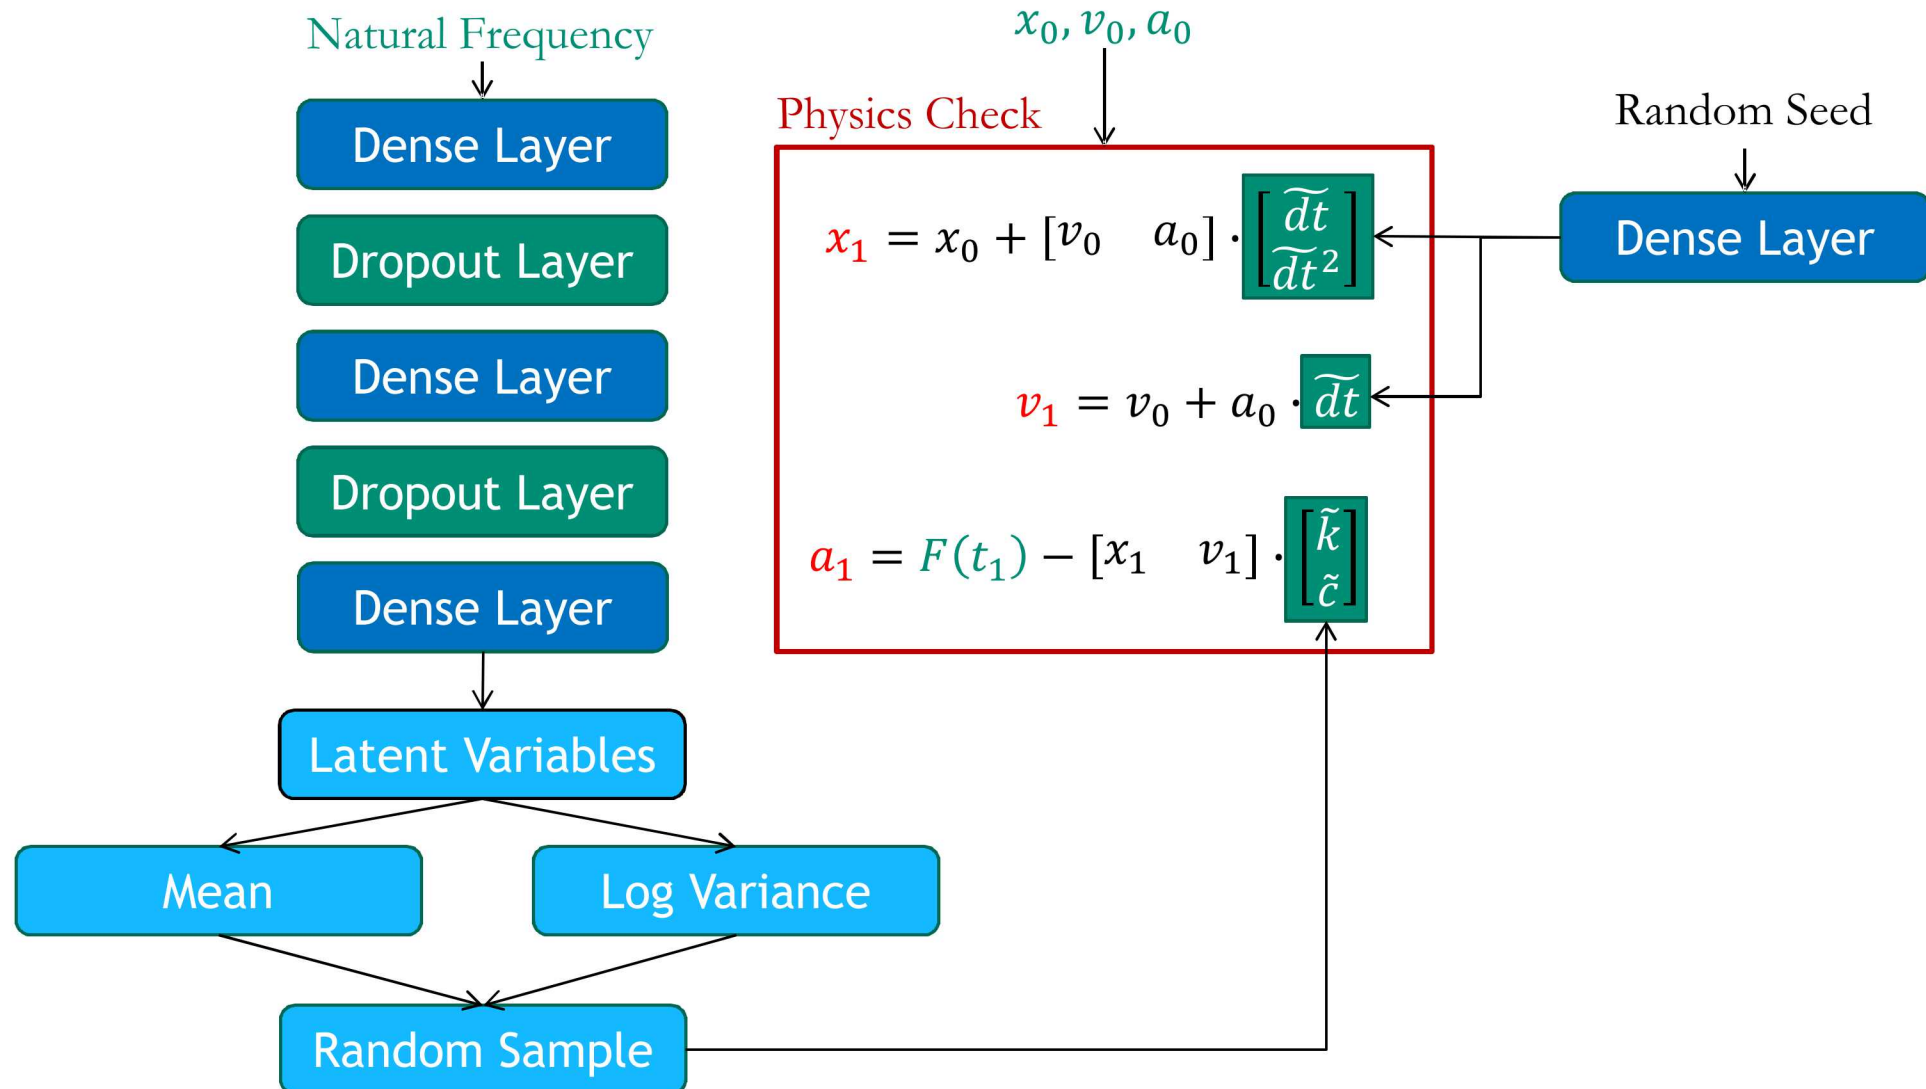 Natural Frequency
Dense Layer
Dropout Layer
Dense Layer
Dropout Layer
Dense Layer
Latent Variables
Mean
Log Variance
Random Sample
x₀, v₀, a₀
Physics Check
x₁ = x₀ + [v₀ a₀] · [d̃t d̃t²]
v₁ = v₀ + a₀ · d̃t
a₁ = F(t₁) − [x₁ v₁] · [k̃ c̃]
Random Seed
Dense Layer